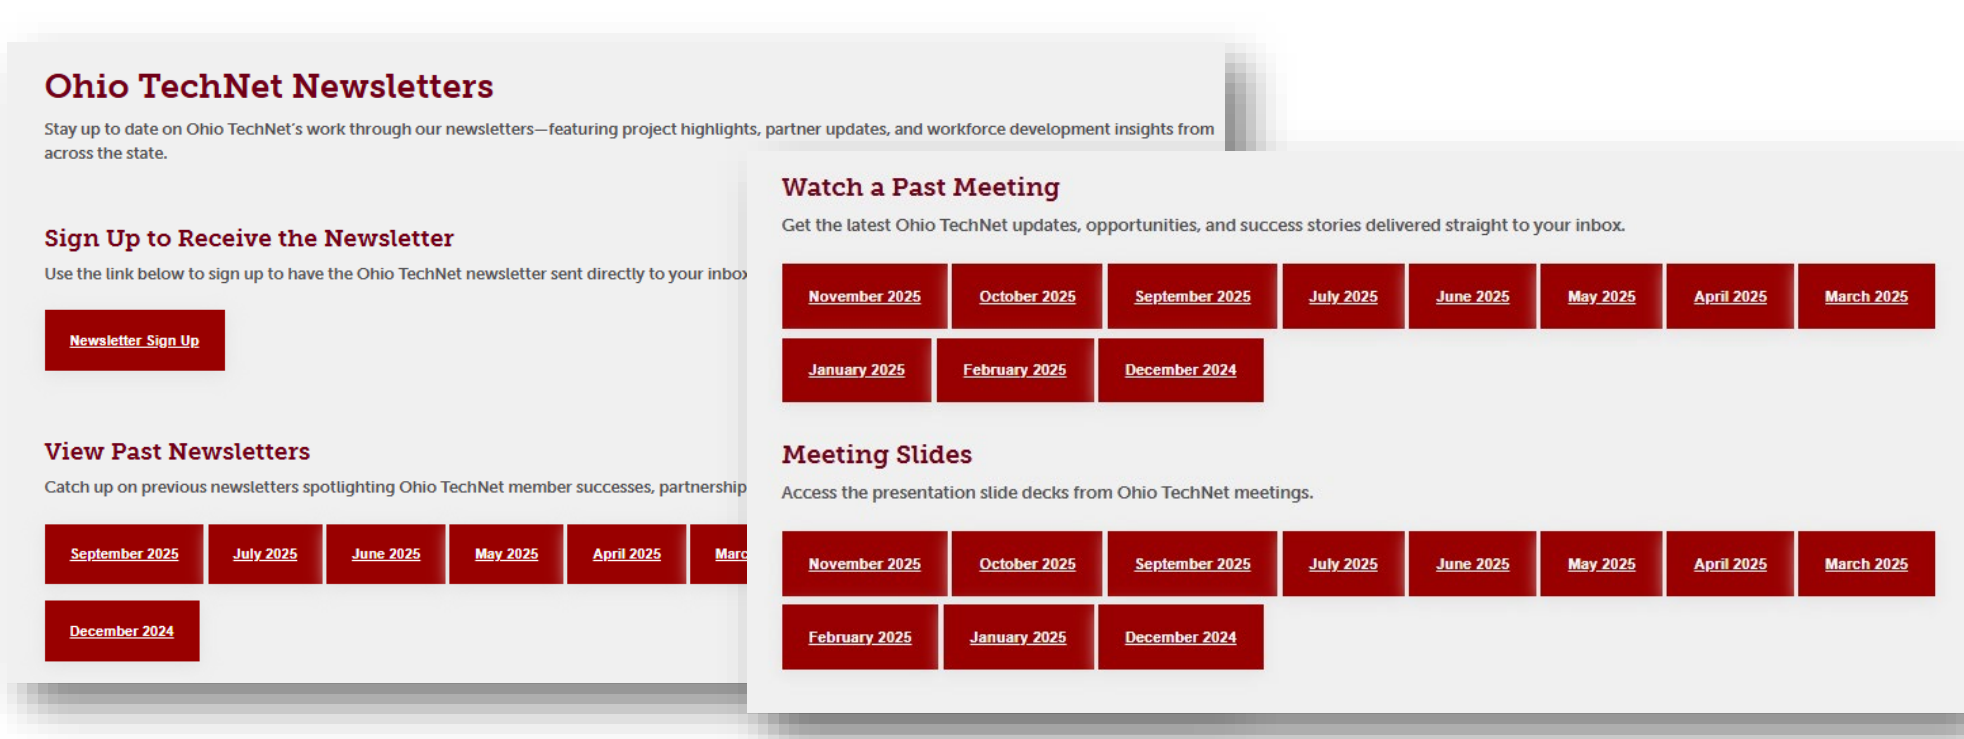 Ohio TechNet Newsletters
Stay up to date on Ohio TechNet's work through our newsletters—featuring project highlights, partner updates, and workforce development insights from
across the state.
Sign Up to Receive the Newsletter
Use the link below to sign up to have the Ohio TechNet newsletter sent directly to your inbox
Newsletter Sign Up
View Past Newsletters
Catch up on previous newsletters spotlighting Ohio TechNet member successes, partnership
September 2025 July 2025 June 2025 May 2025 April 2025 Marc
December 2024
Watch a Past Meeting
Get the latest Ohio TechNet updates, opportunities, and success stories delivered straight to your inbox.
November 2025 October 2025 September 2025 July 2025 June 2025 May 2025 April 2025 March 2025
January 2025 February 2025 December 2024
Meeting Slides
Access the presentation slide decks from Ohio TechNet meetings.
November 2025 October 2025 September 2025 July 2025 June 2025 May 2025 April 2025 March 2025
February 2025 January 2025 December 2024